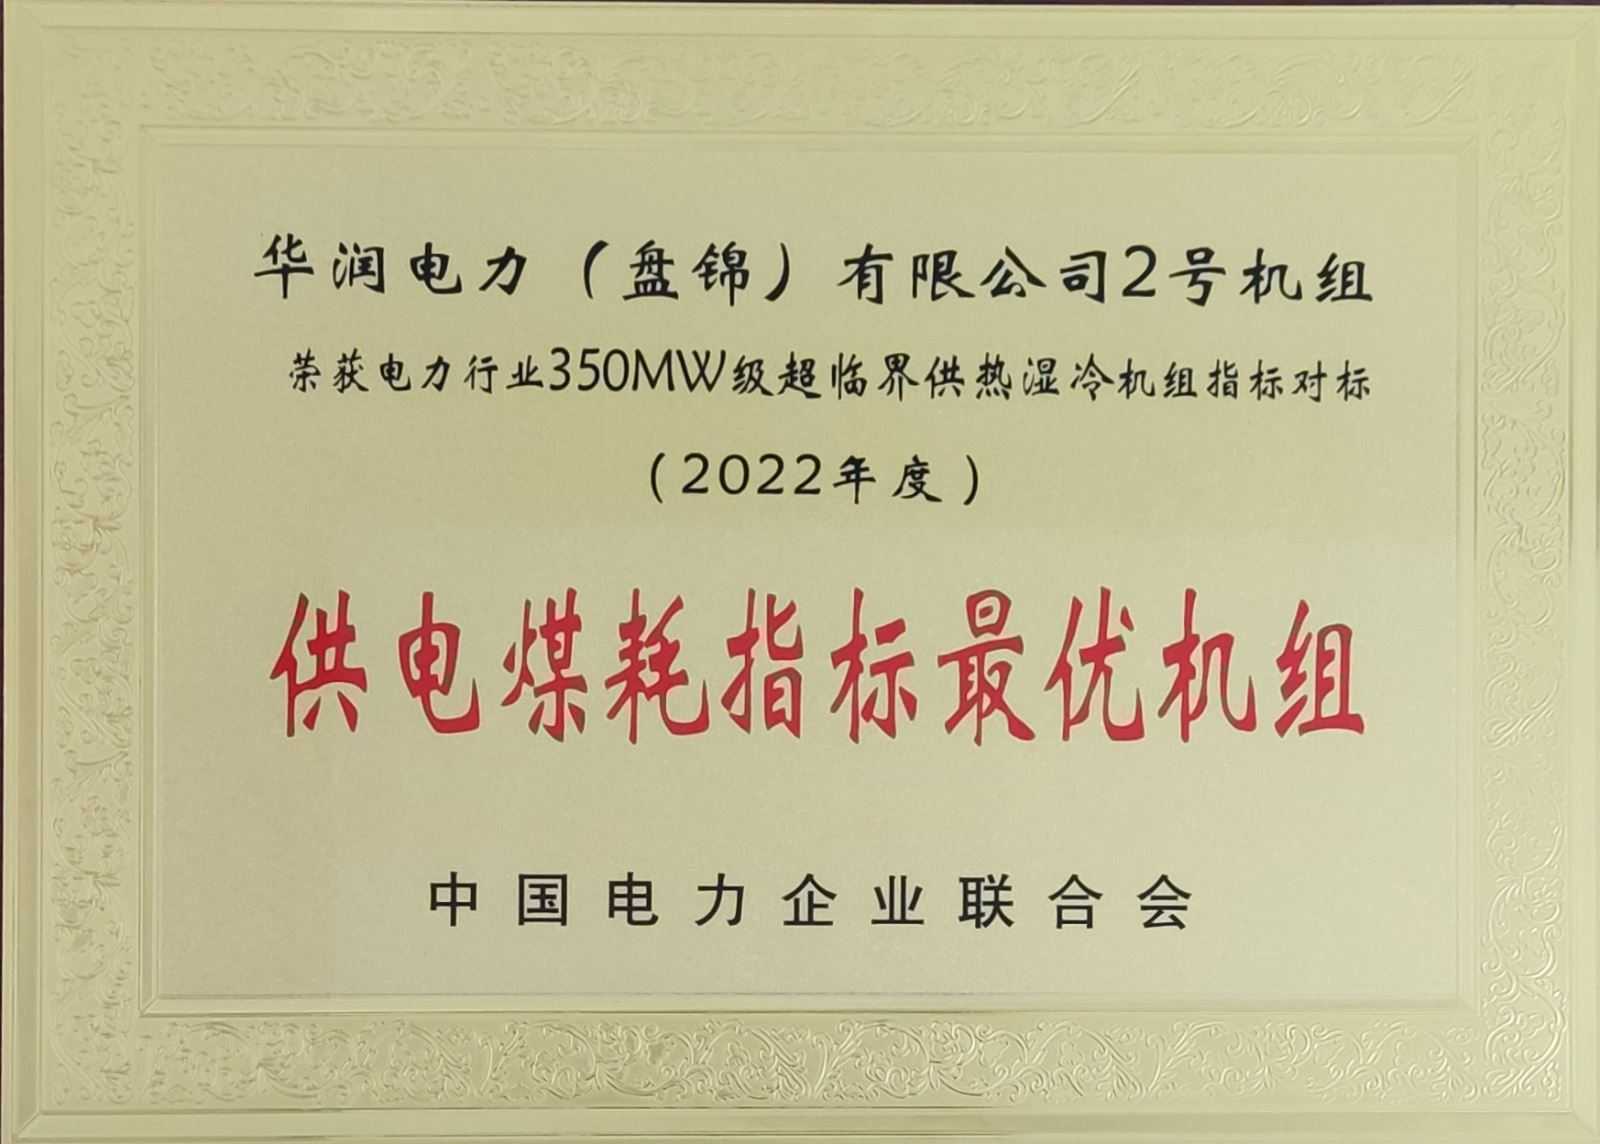 华润电力（盘锦）有限公司2号机组
荣获电力行业350MW级超临界供热湿冷机组指标对标
（2022年度）
供电煤耗指标最优机组
中国电力企业联合会